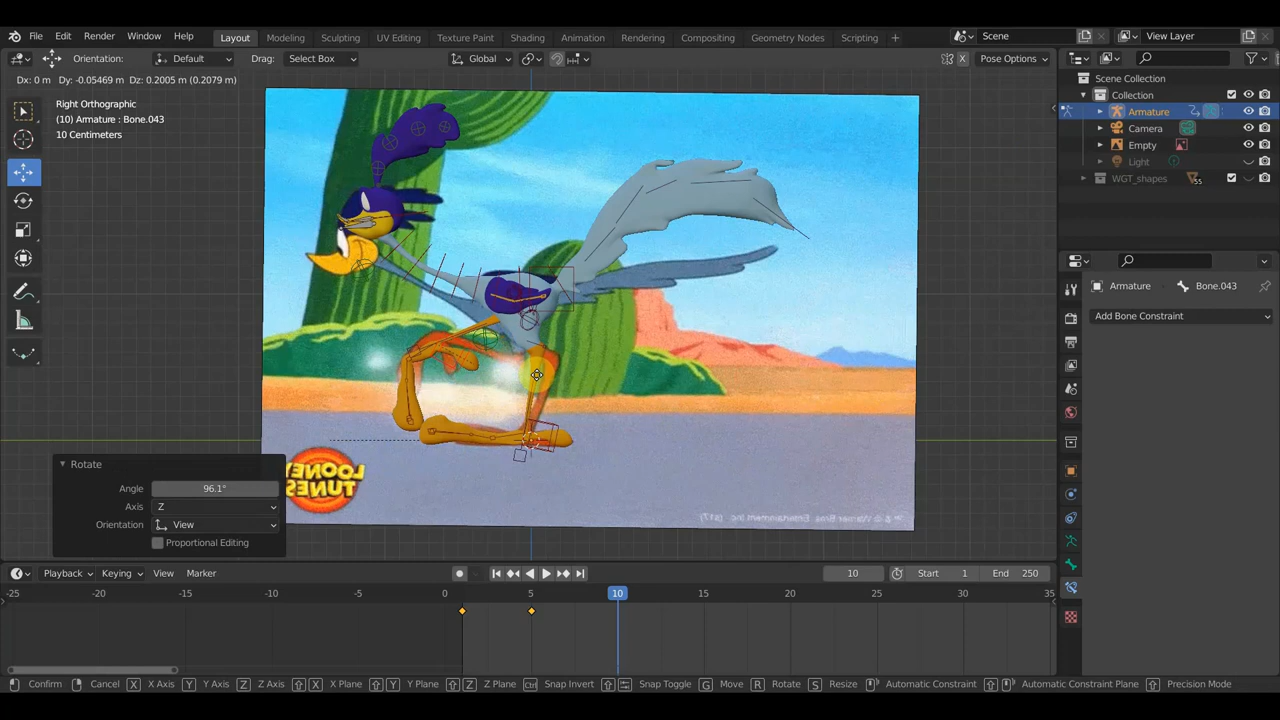 File Edit Render Window Help Layout Modeling Sculpting UV Editing Texture Paint Shading Animation Rendering Compositing Geometry Nodes Scripting + Scene View Layer
Orientation: Default Drag: Select Box Global X Pose Options
Dx: 0 m Dy: -0.05469 m Dz: 0.2005 m (0.2079 m)
Right Orthographic
(10) Armature : Bone.043
10 Centimeters
Scene Collection
Collection
Armature
Camera
Empty
Light
WGT_shapes
55
Armature Bone.043
Add Bone Constraint
Rotate
Angle 96.1°
Axis Z
Orientation View
Proportional Editing
LOONEY
TUNES
Playback Keying View Marker 10 Start 1 End 250
-25 -20 -15 -10 -5 0 5 10 15 20 25 30 35
Confirm Cancel X X Axis Y Y Axis Z Z Axis X X Plane Y Y Plane Z Z Plane Ctrl Snap Invert Snap Toggle G Move R Rotate S Resize Automatic Constraint Automatic Constraint Plane Precision Mode